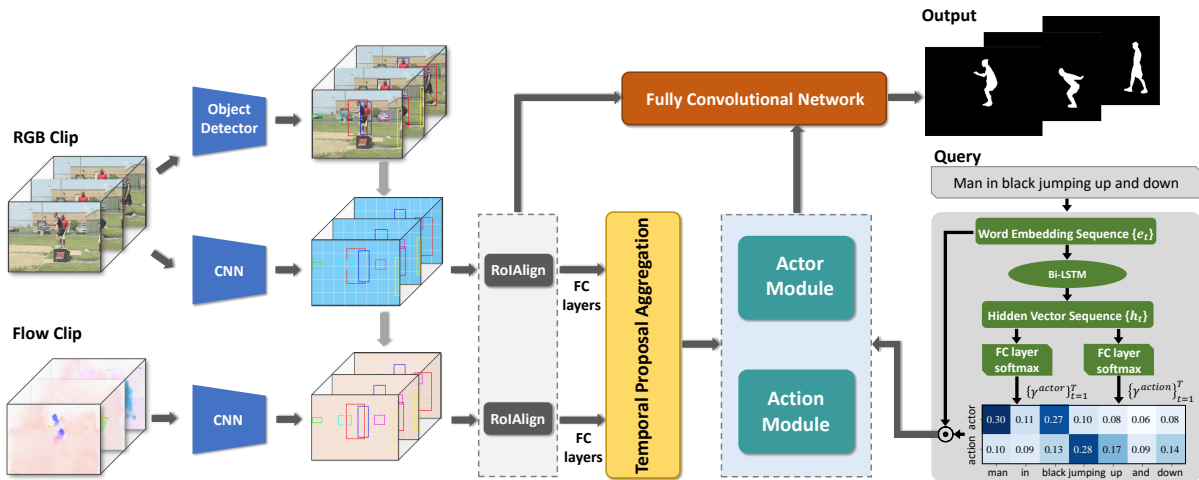 Output
Object
Detector
Fully Convolutional Network
RGB Clip
Query
Man in black jumping up and down
Word Embedding Sequence {e_t}
CNN
RoIAlign
FC
layers
Temporal Proposal Aggregation
Actor
Module
Bi-LSTM
Hidden Vector Sequence {h_t}
Flow Clip
FC layer
softmax
FC layer
softmax
{γ^{actor}}_{t=1}^T
{γ^{action}}_{t=1}^T
CNN
RoIAlign
FC
layers
Action
Module
actor
0.30 0.11 0.27 0.10 0.08 0.06 0.08
action
0.10 0.09 0.13 0.28 0.17 0.09 0.14
man in black jumping up and down